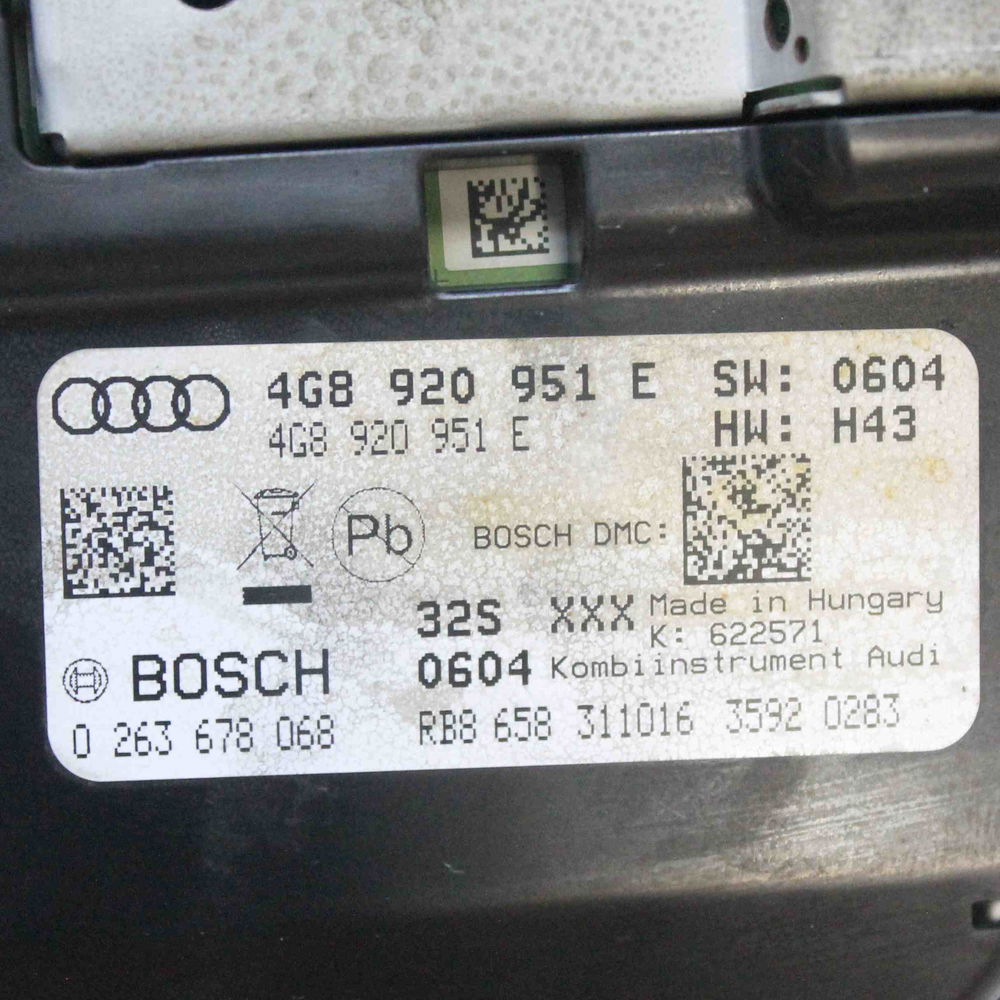 4G8 920 951 E SW: 0604
4G8 920 951 E HW: H43
Pb BOSCH DMC:
32S XXX Made in Hungary
K: 622571
BOSCH 0604 Kombiinstrument Audi
0 263 678 068 RB8 658 311016 3592 0283